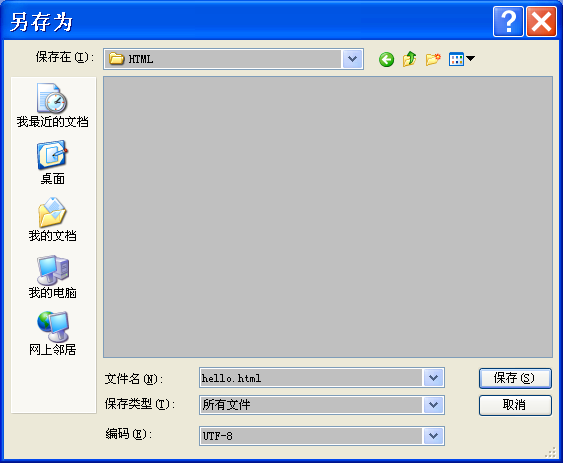 另存为
保存在(I):
HTML
我最近的文档
桌面
我的文档
我的电脑
网上邻居
文件名(N):
hello.html
保存(S)
保存类型(T):
所有文件
取消
编码(E):
UTF-8